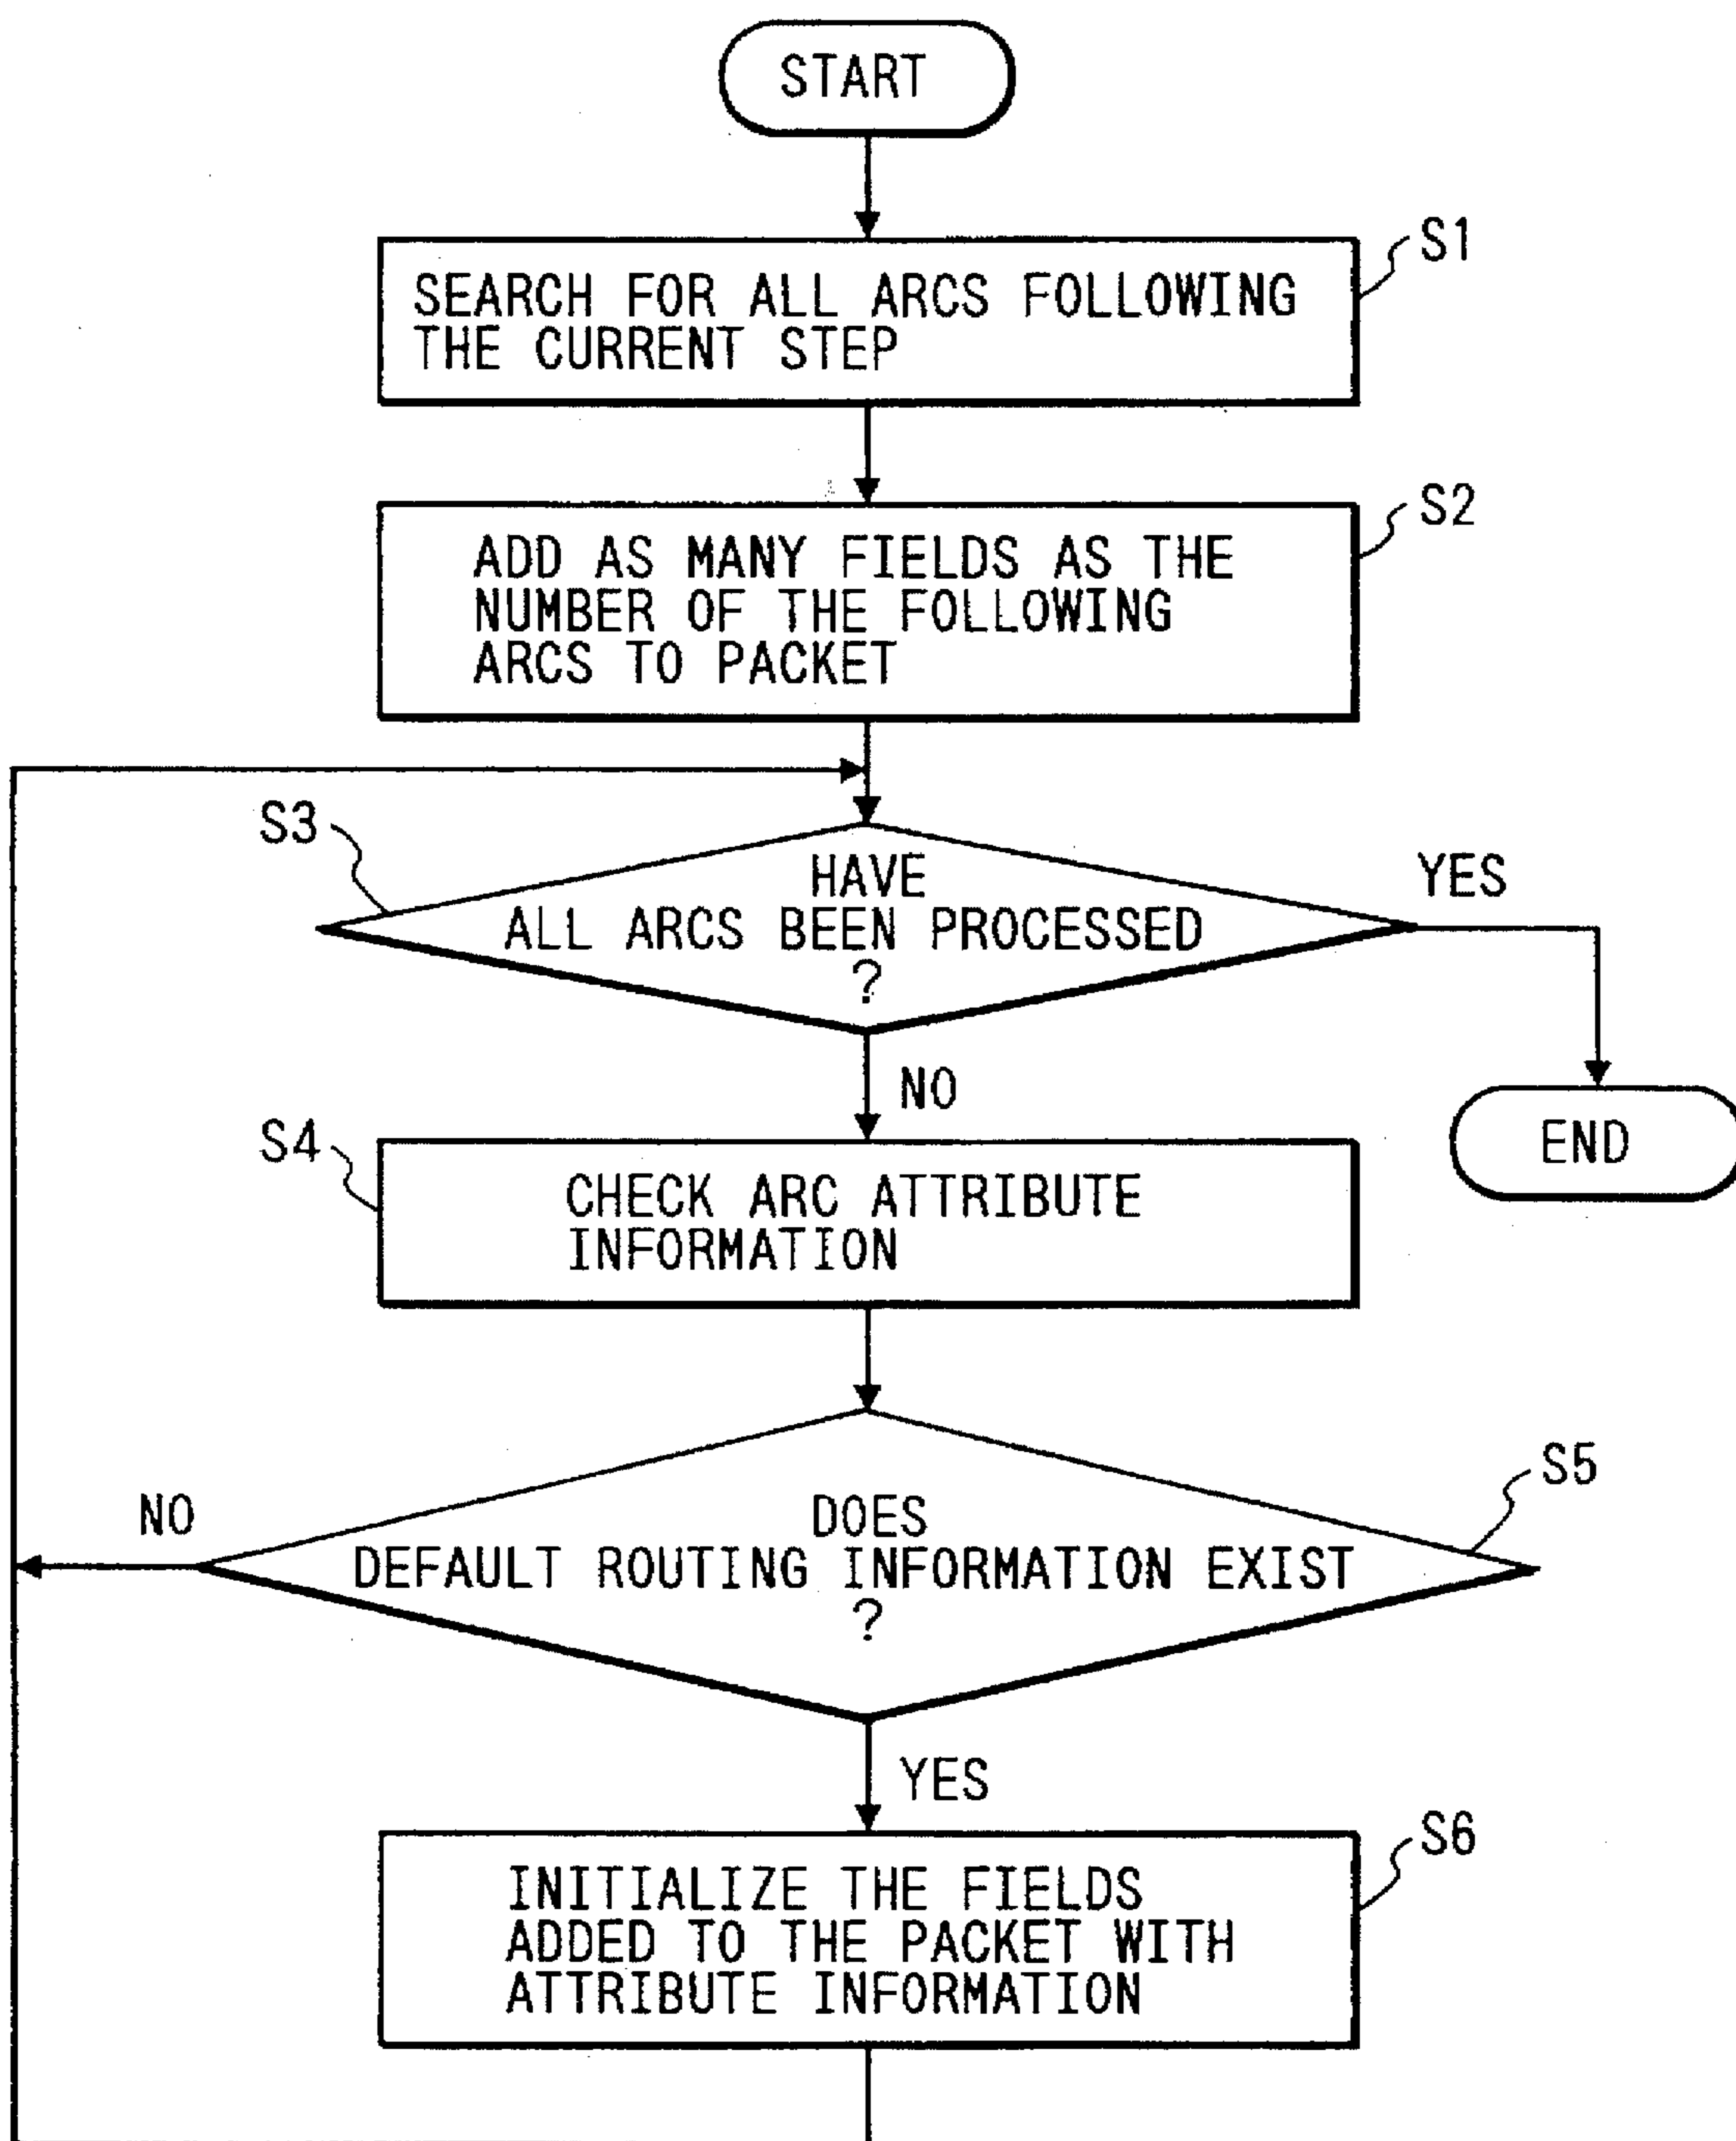 START
S1
SEARCH FOR ALL ARCS FOLLOWING
THE CURRENT STEP
S2
ADD AS MANY FIELDS AS THE
NUMBER OF THE FOLLOWING
ARCS TO PACKET
S3
HAVE
ALL ARCS BEEN PROCESSED
?
YES
NO
END
S4
CHECK ARC ATTRIBUTE
INFORMATION
S5
NO
DOES
DEFAULT ROUTING INFORMATION EXIST
?
YES
S6
INITIALIZE THE FIELDS
ADDED TO THE PACKET WITH
ATTRIBUTE INFORMATION